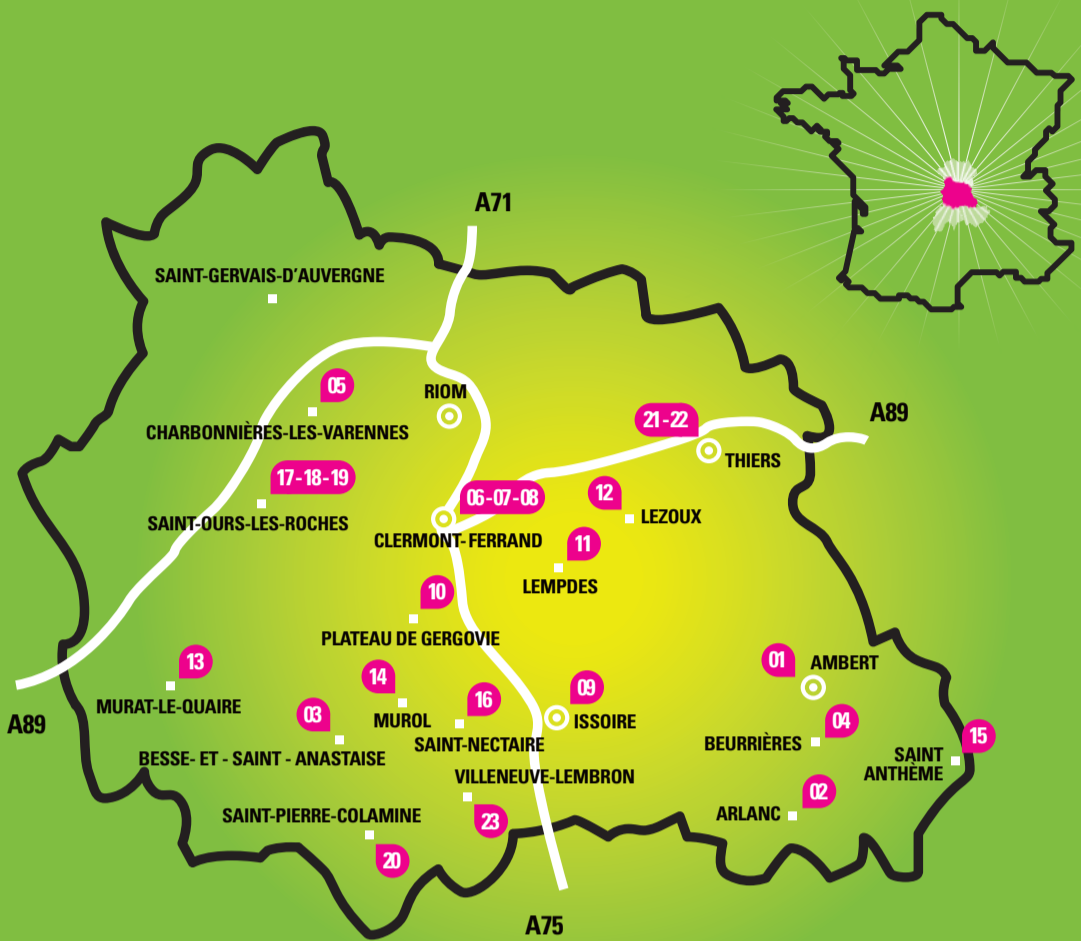 A71
SAINT-GERVAIS-D'AUVERGNE
05
RIOM
CHARBONNIÈRES-LES-VARENNES
21-22
A89
THIERS
17-18-19
06-07-08
12
SAINT-OURS-LES-ROCHES
LEZOUX
CLERMONT-FERRAND
11
LEMPDES
10
PLATEAU DE GERGOVIE
13
14
09
01
AMBERT
MURAT-LE-QUAIRE
MUROL
16
ISSOIRE
A89
03
SAINT-NECTAIRE
BEURRIÈRES
04
15
BESSE- ET - SAINT - ANASTAISE
SAINT
ANTHÈME
VILLENEUVE-LEMBRON
02
SAINT-PIERRE-COLAMINE
23
ARLANC
20
A75